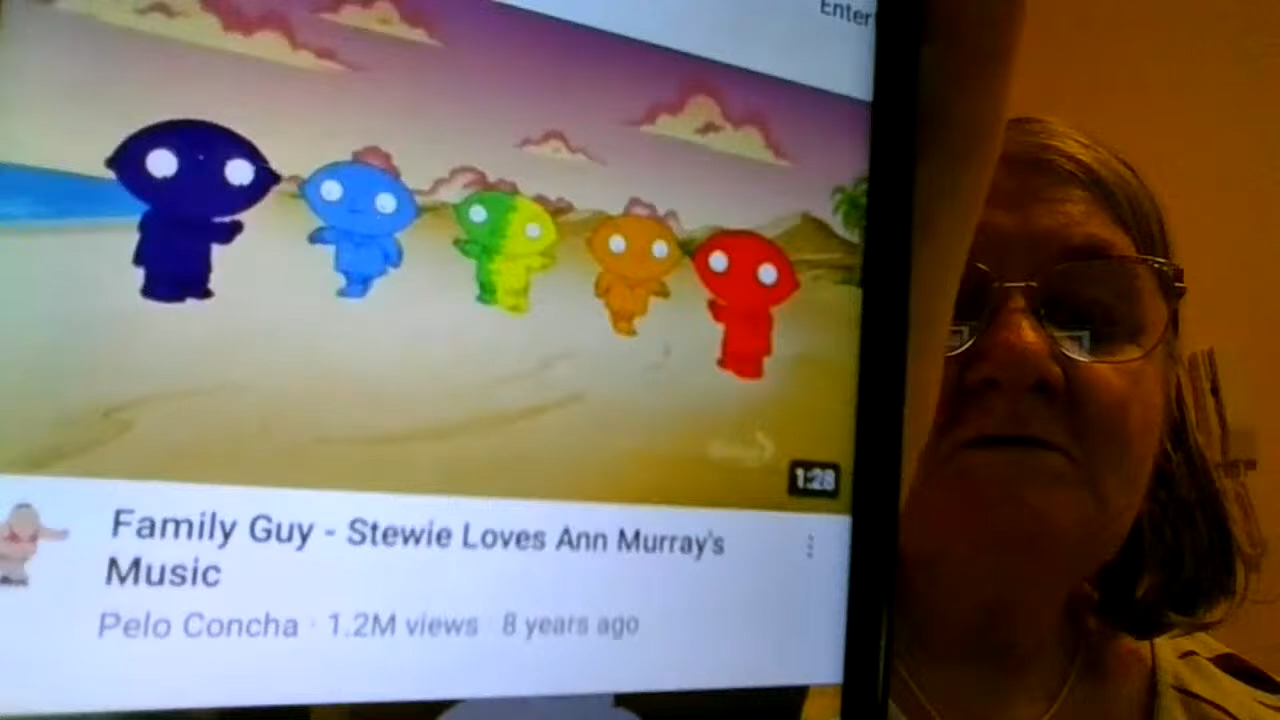 Enter
1:28
Family Guy - Stewie Loves Ann Murray's
Music
Pelo Concha · 1.2M views · 8 years ago